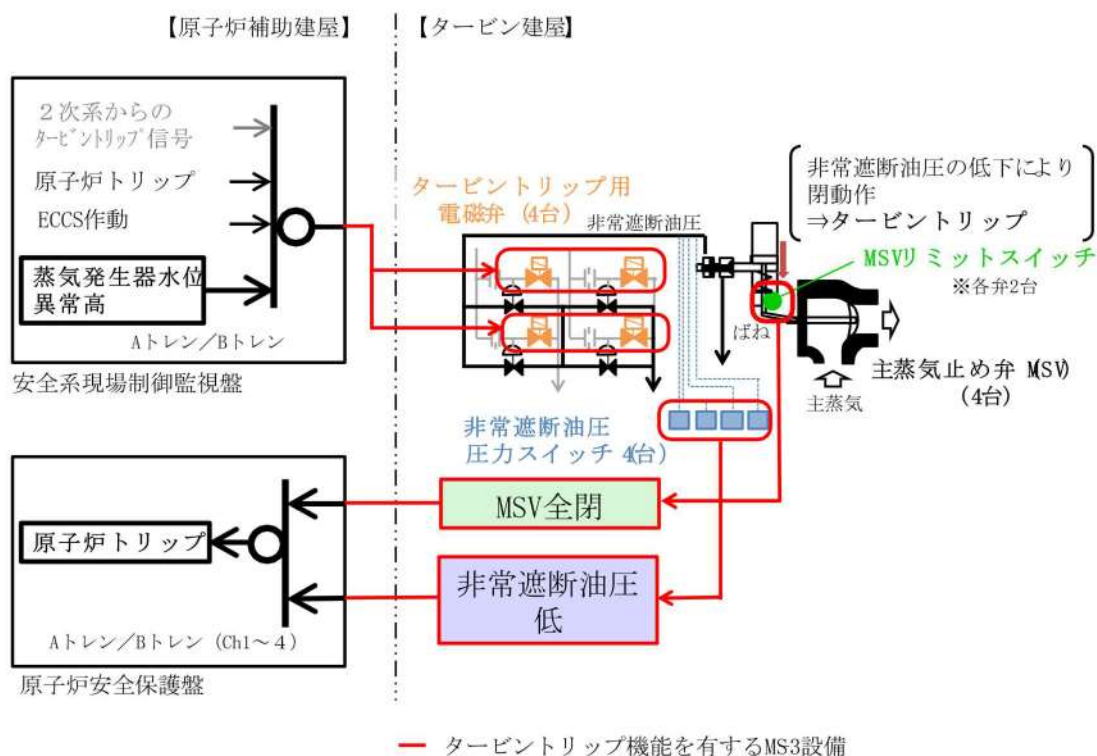 【原子炉補助建屋】
【タービン建屋】
２次系からの
ﾀｰﾋﾞﾝﾄﾘｯﾌﾟ信号
原子炉トリップ
ECCS作動
蒸気発生器水位
異常高
Aトレン／Bトレン
安全系現場制御監視盤
タービントリップ用
電磁弁（4台）
非常遮断油圧
非常遮断油圧の低下により
閉動作
⇒タービントリップ
MSVリミットスイッチ
※各弁2台
ばね
主蒸気止め弁（MSV）
（4台）
主蒸気
非常遮断油圧
圧力スイッチ（4台）
MSV全閉
原子炉トリップ
非常遮断油圧
低
Aトレン／Bトレン（Ch1～4）
原子炉安全保護盤
タービントリップ機能を有するMS-3設備